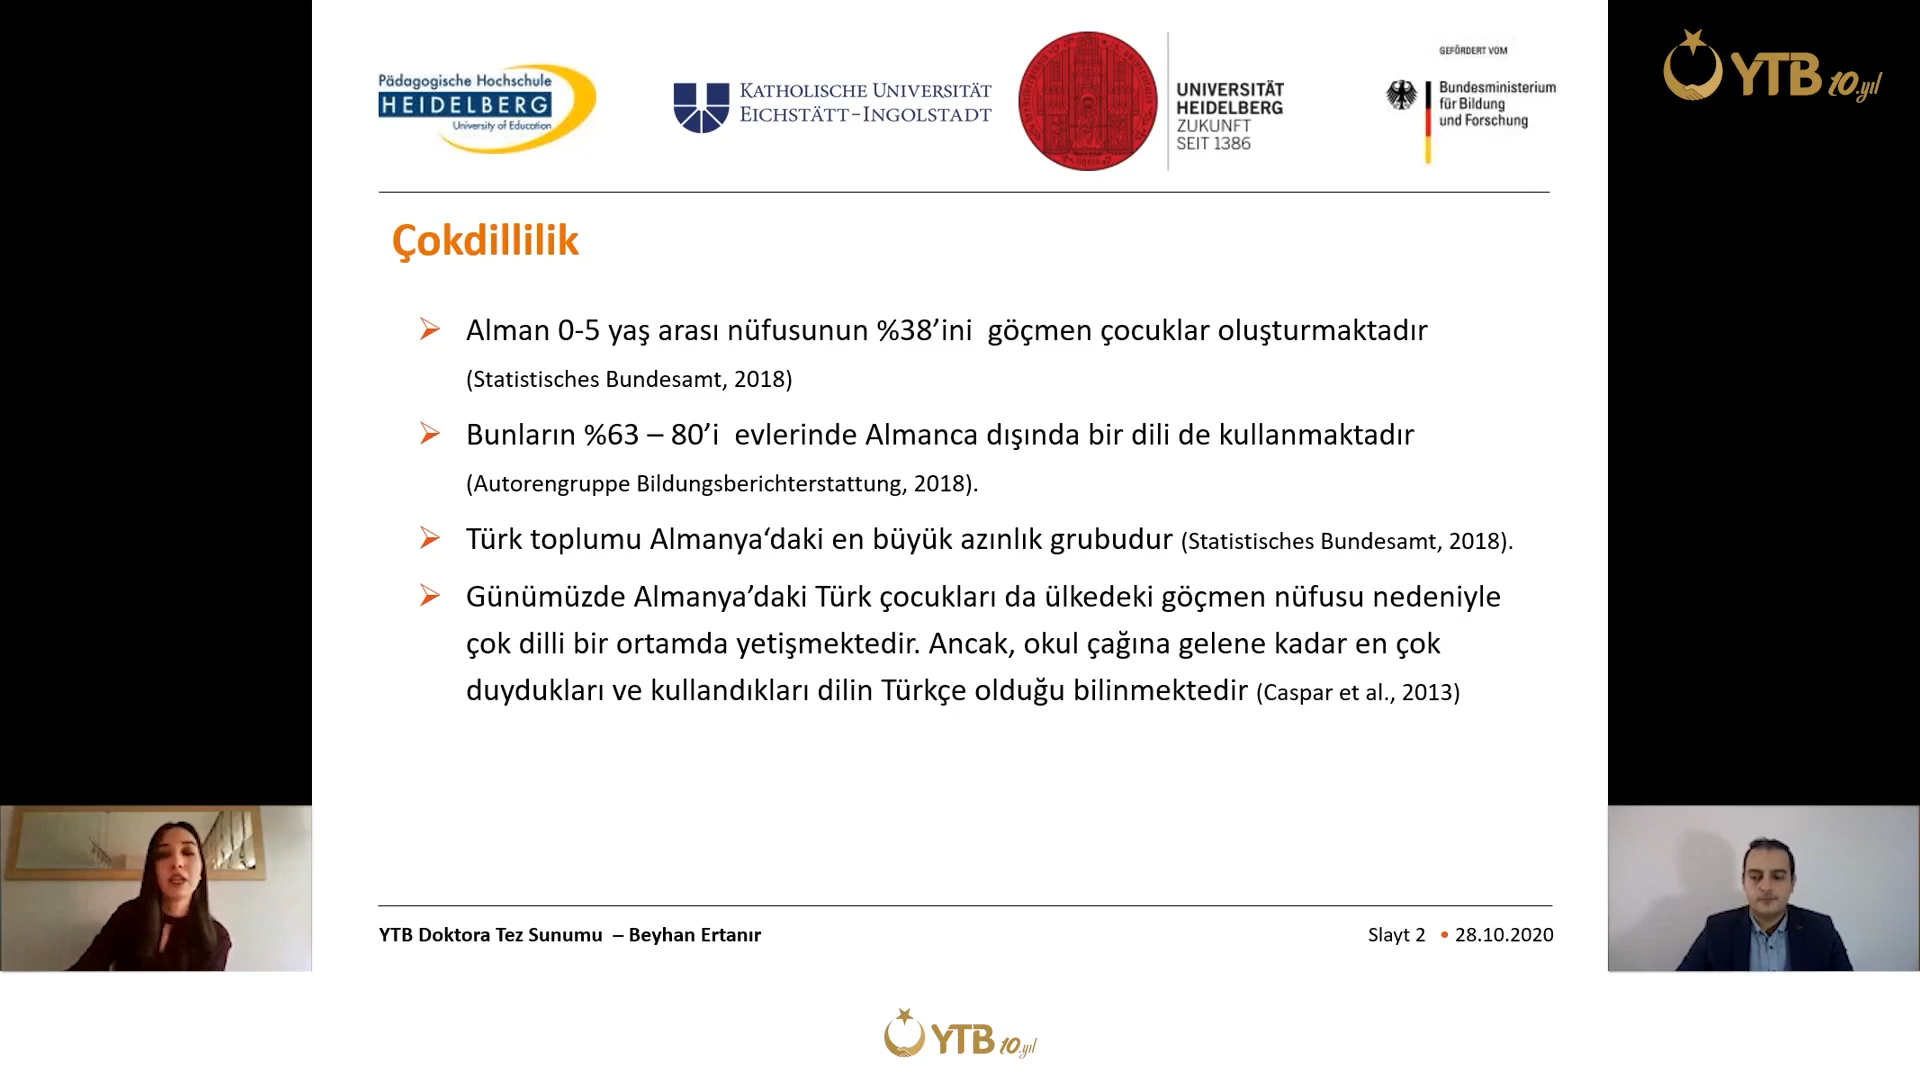 Pädagogische Hochschule
HEIDELBERG
University of Education
KATHOLISCHE UNIVERSITÄT
EICHSTÄTT-INGOLSTADT
UNIVERSITÄT
HEIDELBERG
ZUKUNFT
SEIT 1386
GEFÖRDERT VOM
Bundesministerium
für Bildung
und Forschung
YTB 10.yıl
Çokdillilik
Alman 0-5 yaş arası nüfusunun %38’ini göçmen çocuklar oluşturmaktadır
(Statistisches Bundesamt, 2018)
Bunların %63 – 80’i evlerinde Almanca dışında bir dili de kullanmaktadır
(Autorengruppe Bildungsberichterstattung, 2018).
Türk toplumu Almanya‘daki en büyük azınlık grubudur (Statistisches Bundesamt, 2018).
Günümüzde Almanya’daki Türk çocukları da ülkedeki göçmen nüfusu nedeniyle
çok dilli bir ortamda yetişmektedir. Ancak, okul çağına gelene kadar en çok
duydukları ve kullandıkları dilin Türkçe olduğu bilinmektedir (Caspar et al., 2013)
YTB Doktora Tez Sunumu – Beyhan Ertanır
Slayt 2 • 28.10.2020
YTB 10.yıl